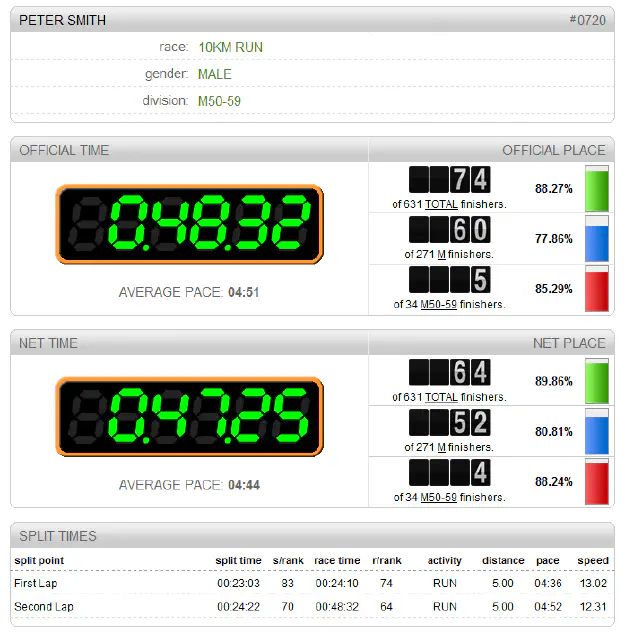 PETER SMITH #0720
race: 10KM RUN
gender: MALE
division: M50-59
OFFICIAL TIME OFFICIAL PLACE
0.48.32
AVERAGE PACE: 04:51
74
of 631 TOTAL finishers.
88.27%
60
of 271 M finishers.
77.86%
5
of 34 M50-59 finishers.
85.29%
NET TIME NET PLACE
0.47.25
AVERAGE PACE: 04:44
64
of 631 TOTAL finishers.
89.86%
52
of 271 M finishers.
80.81%
4
of 34 M50-59 finishers.
88.24%
SPLIT TIMES
split point split time s/rank race time r/rank activity distance pace speed
First Lap 00:23:03 83 00:24:10 74 RUN 5.00 04:36 13.02
Second Lap 00:24:22 70 00:48:32 64 RUN 5.00 04:52 12.31